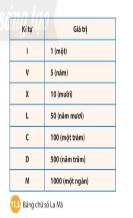 Kí tự Giá trị
I 1 (một)
V 5 (năm)
X 10 (mười)
L 50 (năm mươi)
C 100 (một trăm)
D 500 (năm trăm)
M 1000 (một ngàn)
Bảng chữ số La Mã